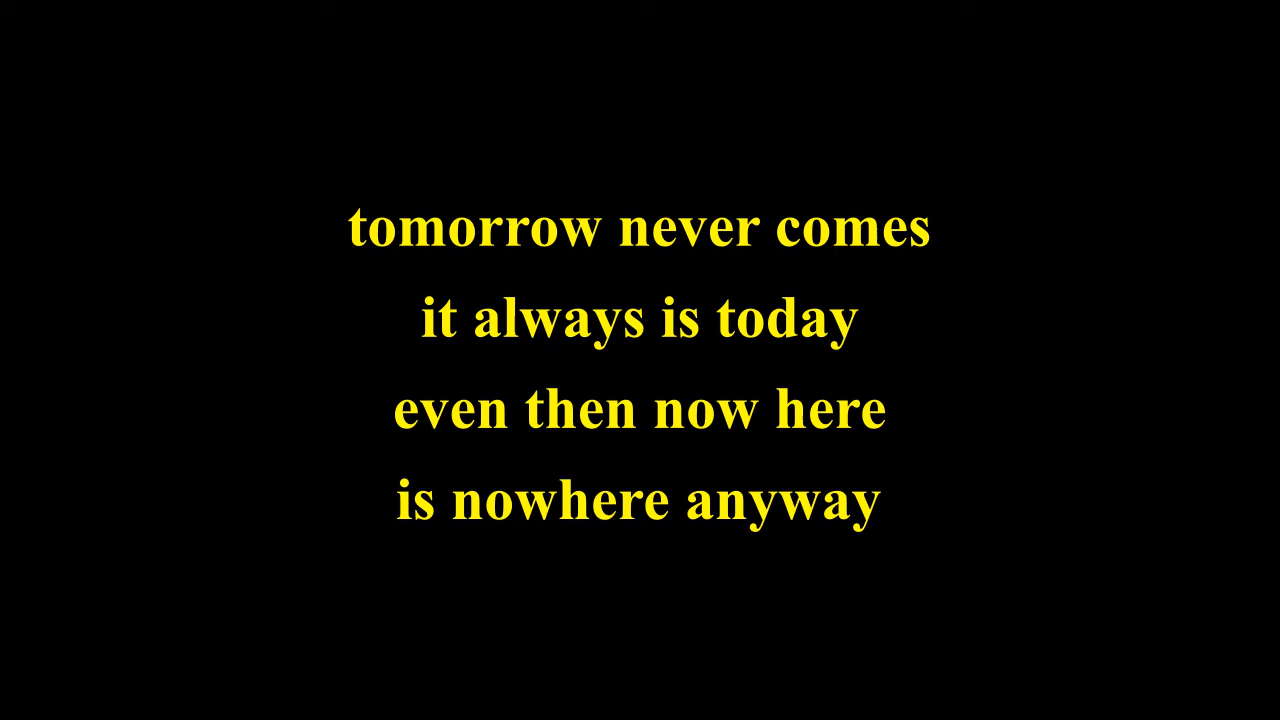 tomorrow never comes
it always is today
even then now here
is nowhere anyway